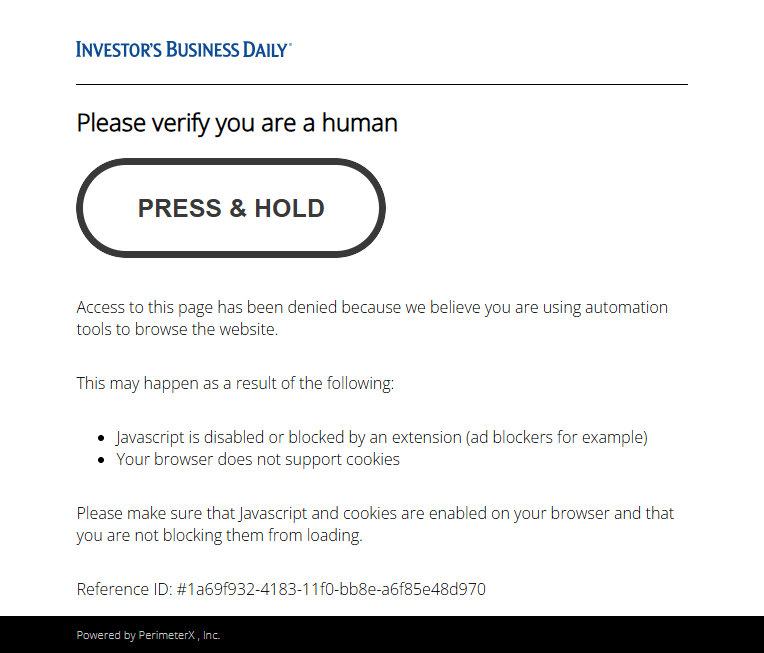 INVESTOR'S BUSINESS DAILY®
Please verify you are a human
PRESS & HOLD
Access to this page has been denied because we believe you are using automation
tools to browse the website.
This may happen as a result of the following:
• Javascript is disabled or blocked by an extension (ad blockers for example)
• Your browser does not support cookies
Please make sure that Javascript and cookies are enabled on your browser and that
you are not blocking them from loading.
Reference ID: #1a69f932-4183-11f0-bb8e-a6f85e48d970
Powered by PerimeterX , Inc.